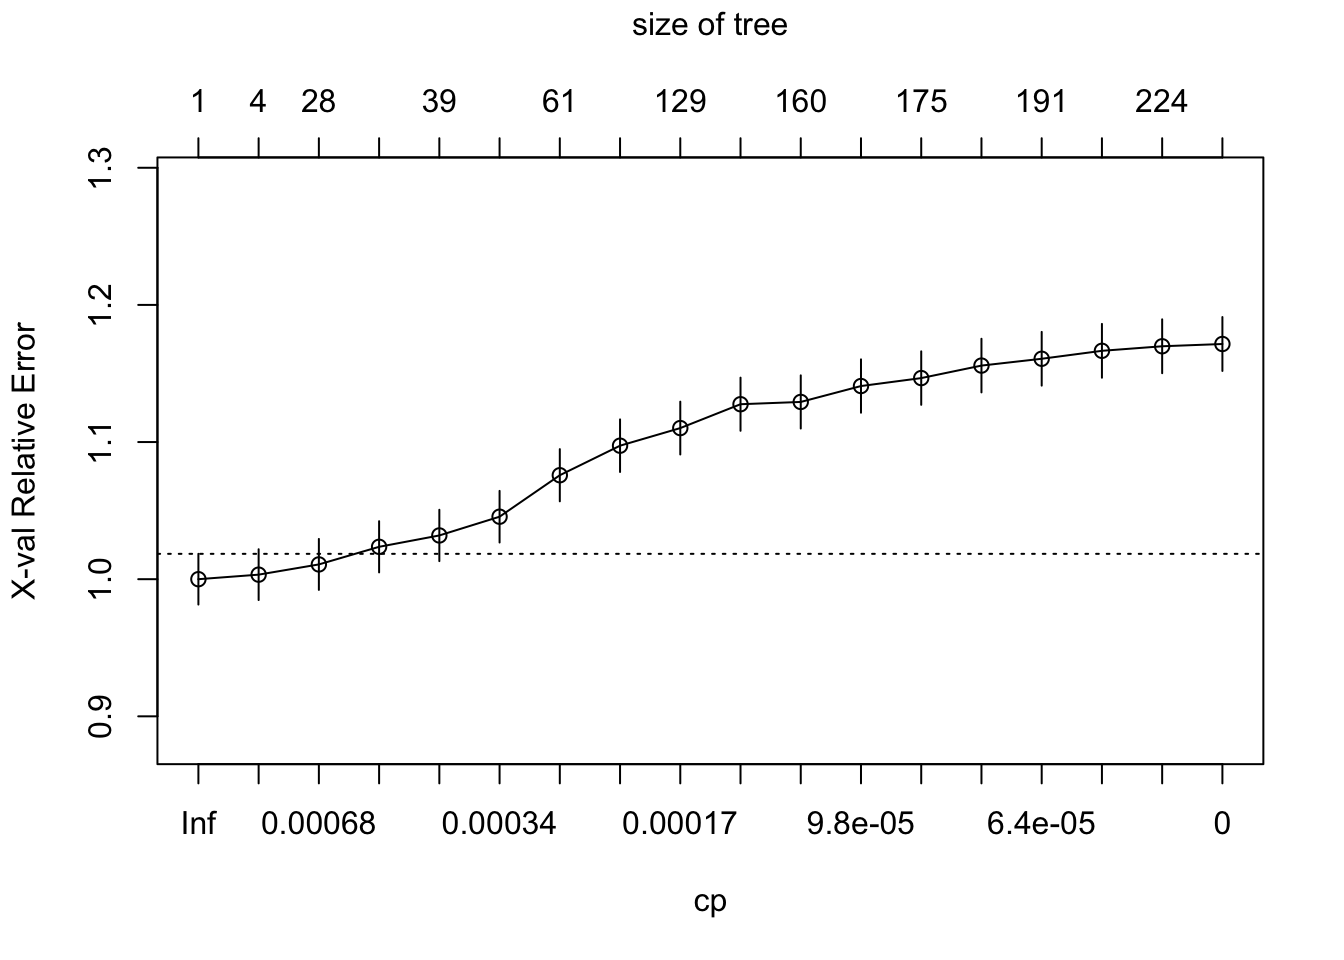 size of tree
1 4 28 39 61 129 160 175 191 224
1.3
1.2
1.1
1.0
0.9
X-val Relative Error
Inf 0.00068 0.00034 0.00017 9.8e-05 6.4e-05 0
cp